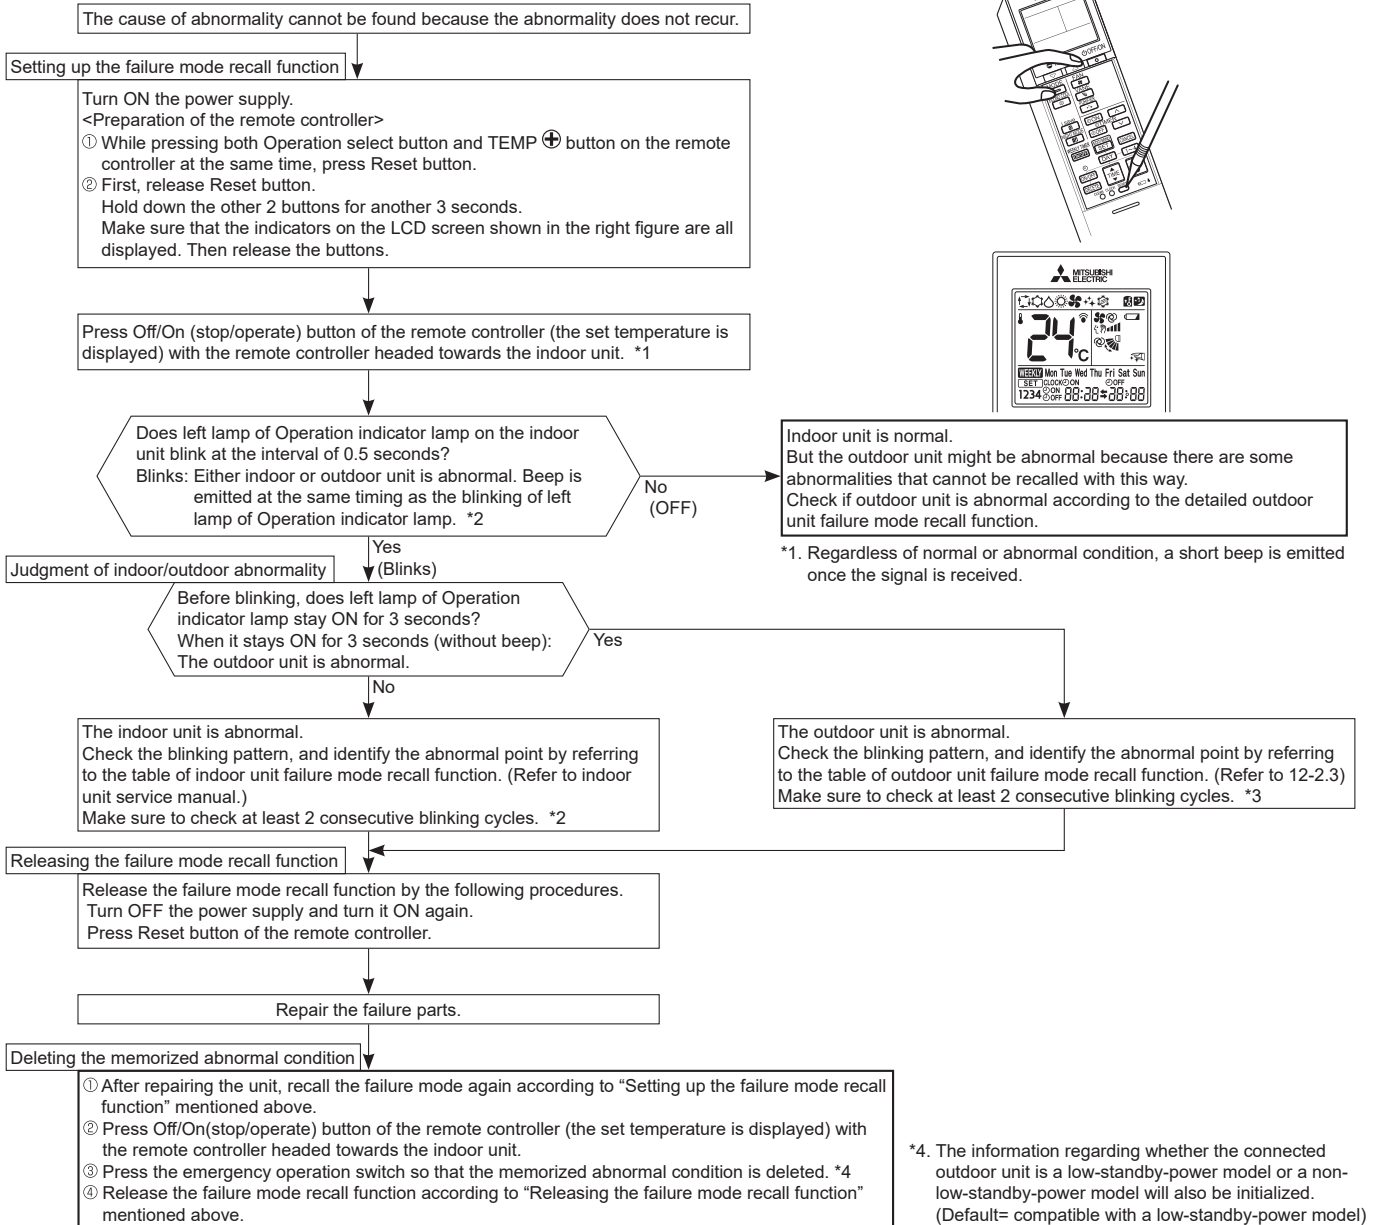 The cause of abnormality cannot be found because the abnormality does not recur.
Setting up the failure mode recall function
Turn ON the power supply.
<Preparation of the remote controller>
① While pressing both Operation select button and TEMP ⊕ button on the remote
controller at the same time, press Reset button.
② First, release Reset button.
Hold down the other 2 buttons for another 3 seconds.
Make sure that the indicators on the LCD screen shown in the right figure are all
displayed. Then release the buttons.
OFF/ON
FAN
TIME
MITSUBISHI
ELECTRIC
24°C
WEEKLY Mon Tue Wed Thu Fri Sat Sun
SET CLOCK ON OFF
1234 ON OFF 88:88 88:88
Press Off/On (stop/operate) button of the remote controller (the set temperature is
displayed) with the remote controller headed towards the indoor unit. *1
Does left lamp of Operation indicator lamp on the indoor
unit blink at the interval of 0.5 seconds?
Blinks: Either indoor or outdoor unit is abnormal. Beep is
emitted at the same timing as the blinking of left
lamp of Operation indicator lamp. *2
No
(OFF)
Indoor unit is normal.
But the outdoor unit might be abnormal because there are some
abnormalities that cannot be recalled with this way.
Check if outdoor unit is abnormal according to the detailed outdoor
unit failure mode recall function.
*1. Regardless of normal or abnormal condition, a short beep is emitted
once the signal is received.
Yes
(Blinks)
Judgment of indoor/outdoor abnormality
Before blinking, does left lamp of Operation
indicator lamp stay ON for 3 seconds?
When it stays ON for 3 seconds (without beep):
The outdoor unit is abnormal.
Yes
No
The indoor unit is abnormal.
Check the blinking pattern, and identify the abnormal point by referring
to the table of indoor unit failure mode recall function. (Refer to indoor
unit service manual.)
Make sure to check at least 2 consecutive blinking cycles. *2
The outdoor unit is abnormal.
Check the blinking pattern, and identify the abnormal point by referring
to the table of outdoor unit failure mode recall function. (Refer to 12-2.3)
Make sure to check at least 2 consecutive blinking cycles. *3
Releasing the failure mode recall function
Release the failure mode recall function by the following procedures.
Turn OFF the power supply and turn it ON again.
Press Reset button of the remote controller.
Repair the failure parts.
Deleting the memorized abnormal condition
① After repairing the unit, recall the failure mode again according to “Setting up the failure mode recall
function” mentioned above.
② Press Off/On(stop/operate) button of the remote controller (the set temperature is displayed) with
the remote controller headed towards the indoor unit.
③ Press the emergency operation switch so that the memorized abnormal condition is deleted. *4
④ Release the failure mode recall function according to “Releasing the failure mode recall function”
mentioned above.
*4. The information regarding whether the connected
outdoor unit is a low-standby-power model or a non-
low-standby-power model will also be initialized.
(Default= compatible with a low-standby-power model)